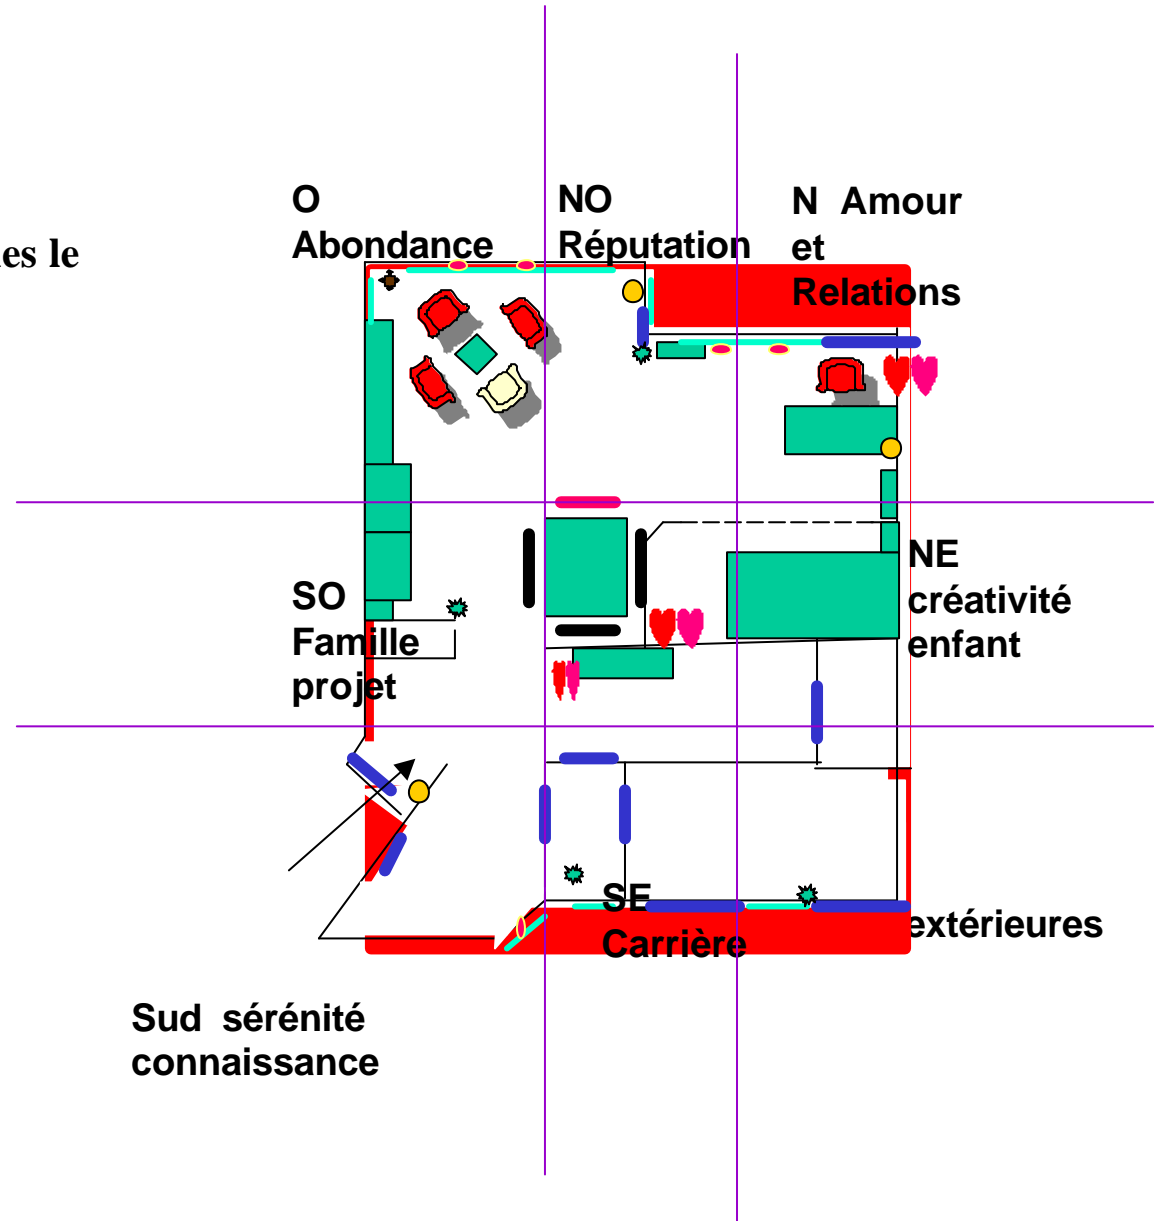 O
Abondance
NO
Réputation
N Amour
et
Relations
es le
SO
Famille
projet
NE
créativité
enfant
SE
Carrière
extérieures
Sud sérénité
connaissance